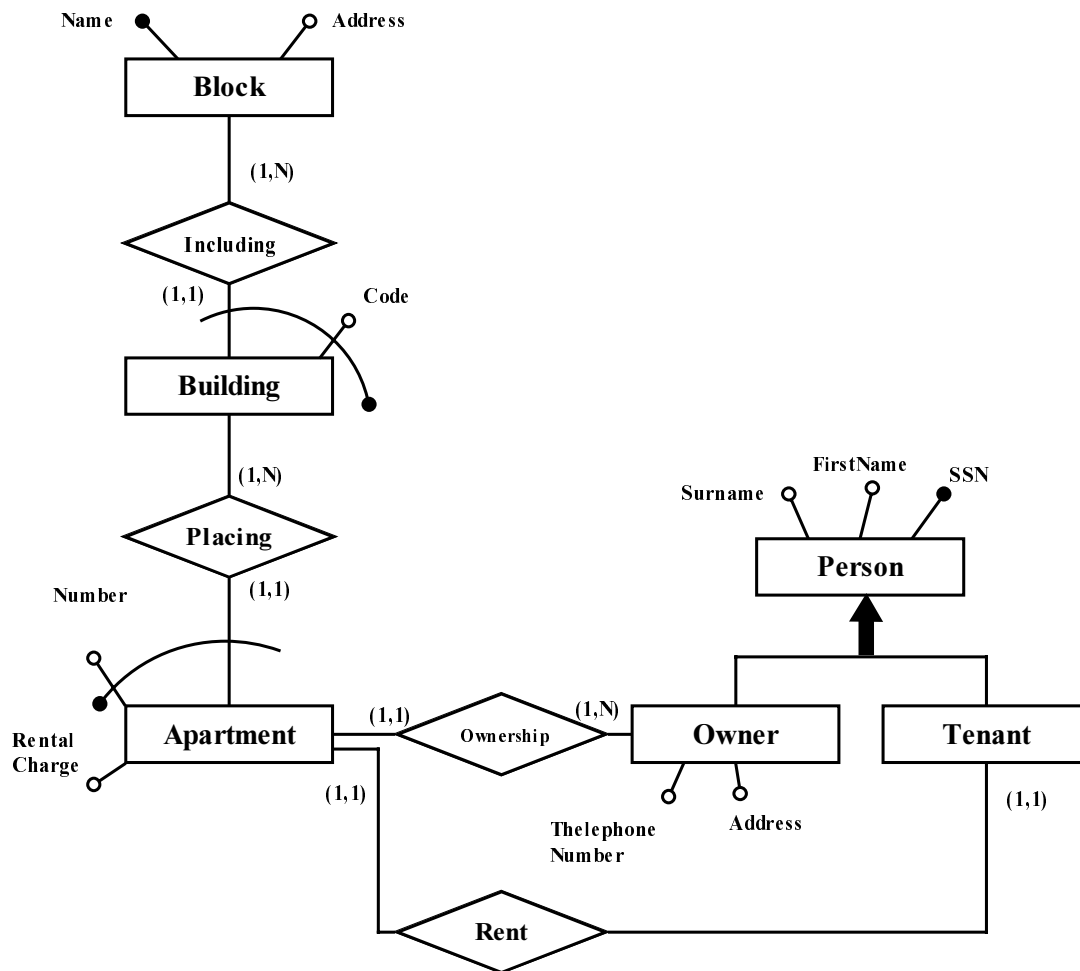 Name
Address
Block
(1,N)
Including
(1,1)
Code
Building
(1,N)
Placing
(1,1)
Number
FirstName
SSN
Surname
Person
Apartment
(1,1)
Ownership
(1,N)
Owner
Tenant
Rental
Charge
(1,1)
(1,1)
Thelephone
Number
Address
Rent